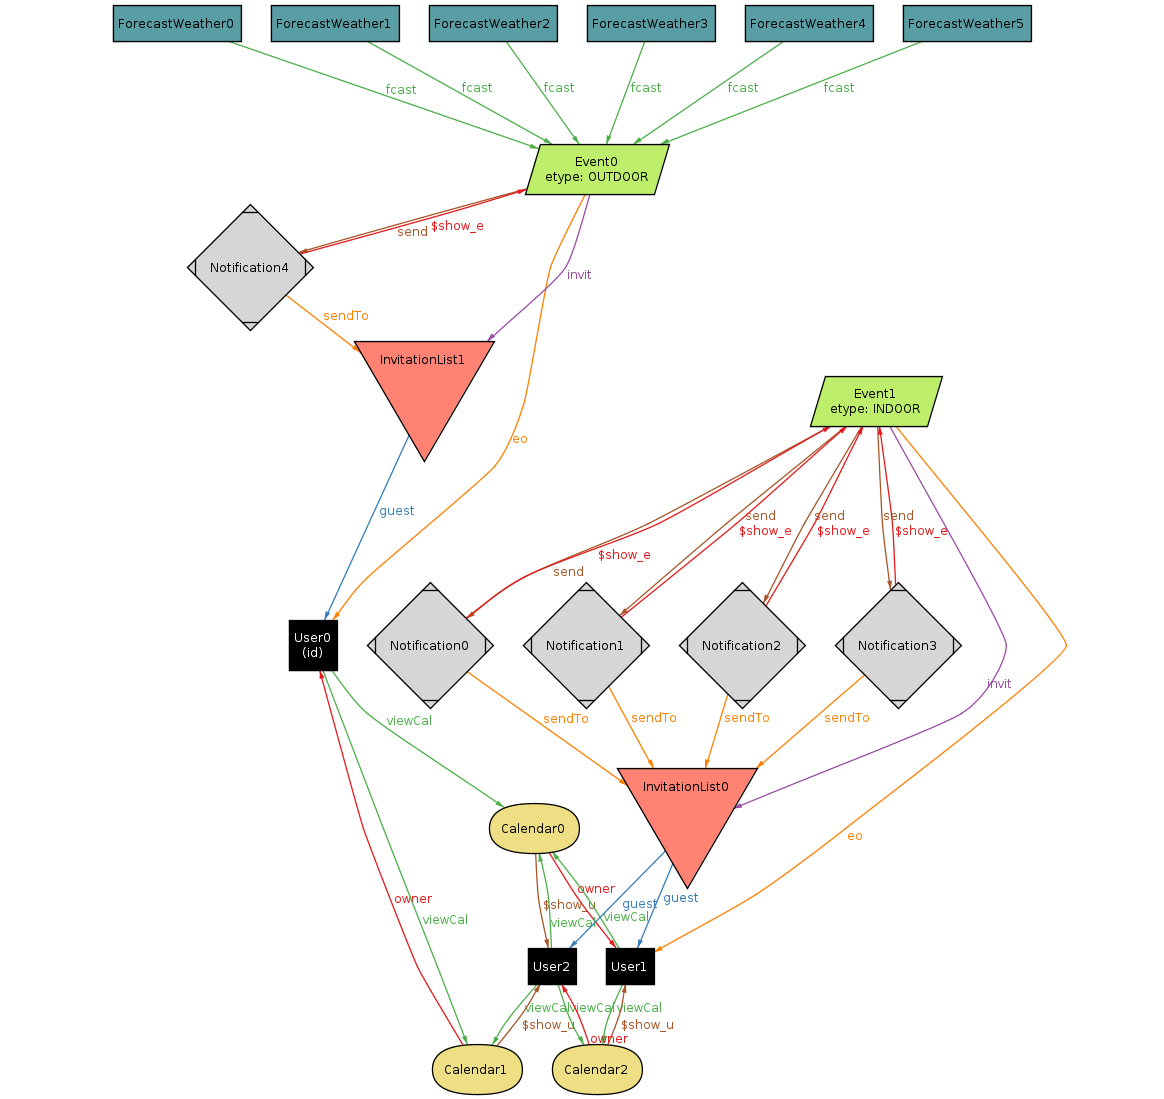 ForecastWeather0
ForecastWeather1
ForecastWeather2
ForecastWeather3
ForecastWeather4
ForecastWeather5
fcast
fcast
fcast
fcast
fcast
fcast
Event0
etype: OUTDOOR
$show_e
send
Notification4
invit
sendTo
InvitationList1
Event1
etype: INDOOR
eo
guest
send
send
send
$show_e
$show_e
$show_e
$show_e
send
User0
(id)
Notification0
Notification1
Notification2
Notification3
invit
viewCal
sendTo
sendTo
sendTo
sendTo
InvitationList0
Calendar0
eo
owner
owner
guest
guest
$show_u
viewCal
viewCal
viewCal
User2
User1
viewCal
viewCal
viewCal
$show_u
$show_u
owner
Calendar1
Calendar2